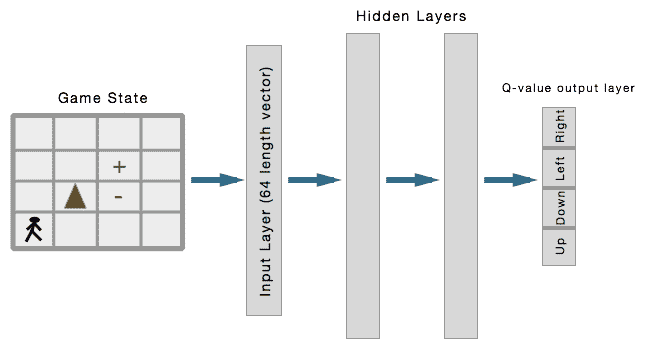 Hidden Layers
Game State
+
-
Input Layer (64 length vector)
Q-value output layer
Right
Left
Down
Up